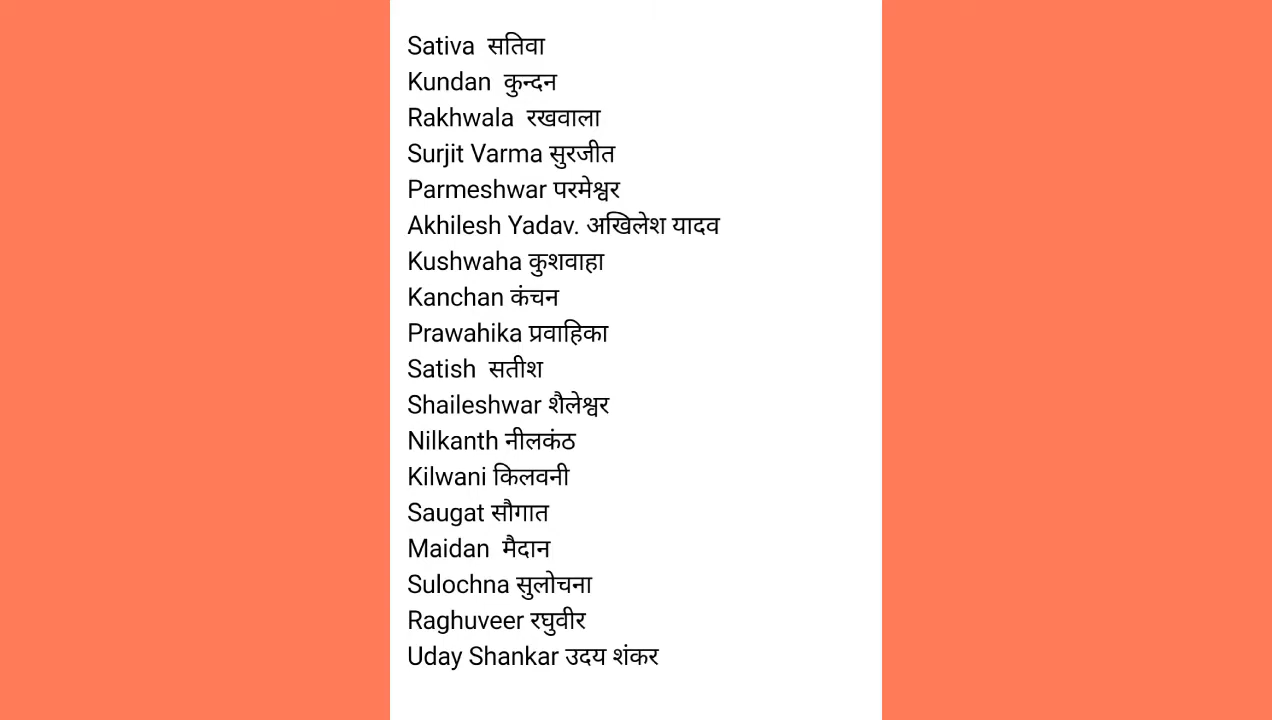 Sativa सतिवा
Kundan कुन्दन
Rakhwala रखवाला
Surjit Varma सुरजीत
Parmeshwar परमेश्वर
Akhilesh Yadav. अखिलेश यादव
Kushwaha कुशवाहा
Kanchan कंचन
Prawahika प्रवाहिका
Satish सतीश
Shaileshwar शैलेश्वर
Nilkanth नीलकंठ
Kilwani किलवनी
Saugat सौगात
Maidan मैदान
Sulochna सुलोचना
Raghuveer रघुवीर
Uday Shankar उदय शंकर